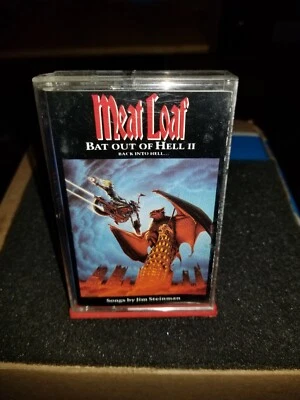 Meat Loaf
BAT OUT OF HELL II
BACK INTO HELL...
Songs by Jim Steinman